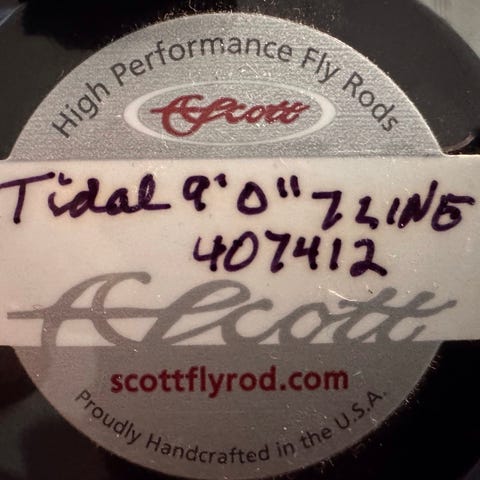 High Performance Fly Rods
Scott
Tidal 9'0" 7 LINE
407412
Scott
scottflyrod.com
Proudly Handcrafted in the U.S.A.